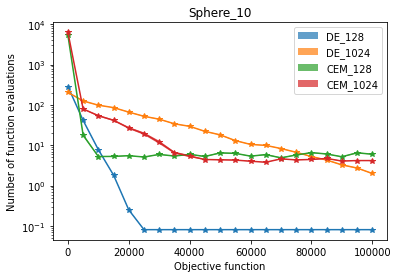 Sphere_10
Number of function evaluations
10⁴
10³
10²
10¹
10⁰
10⁻¹
DE_128
DE_1024
CEM_128
CEM_1024
0 20000 40000 60000 80000 100000
Objective function